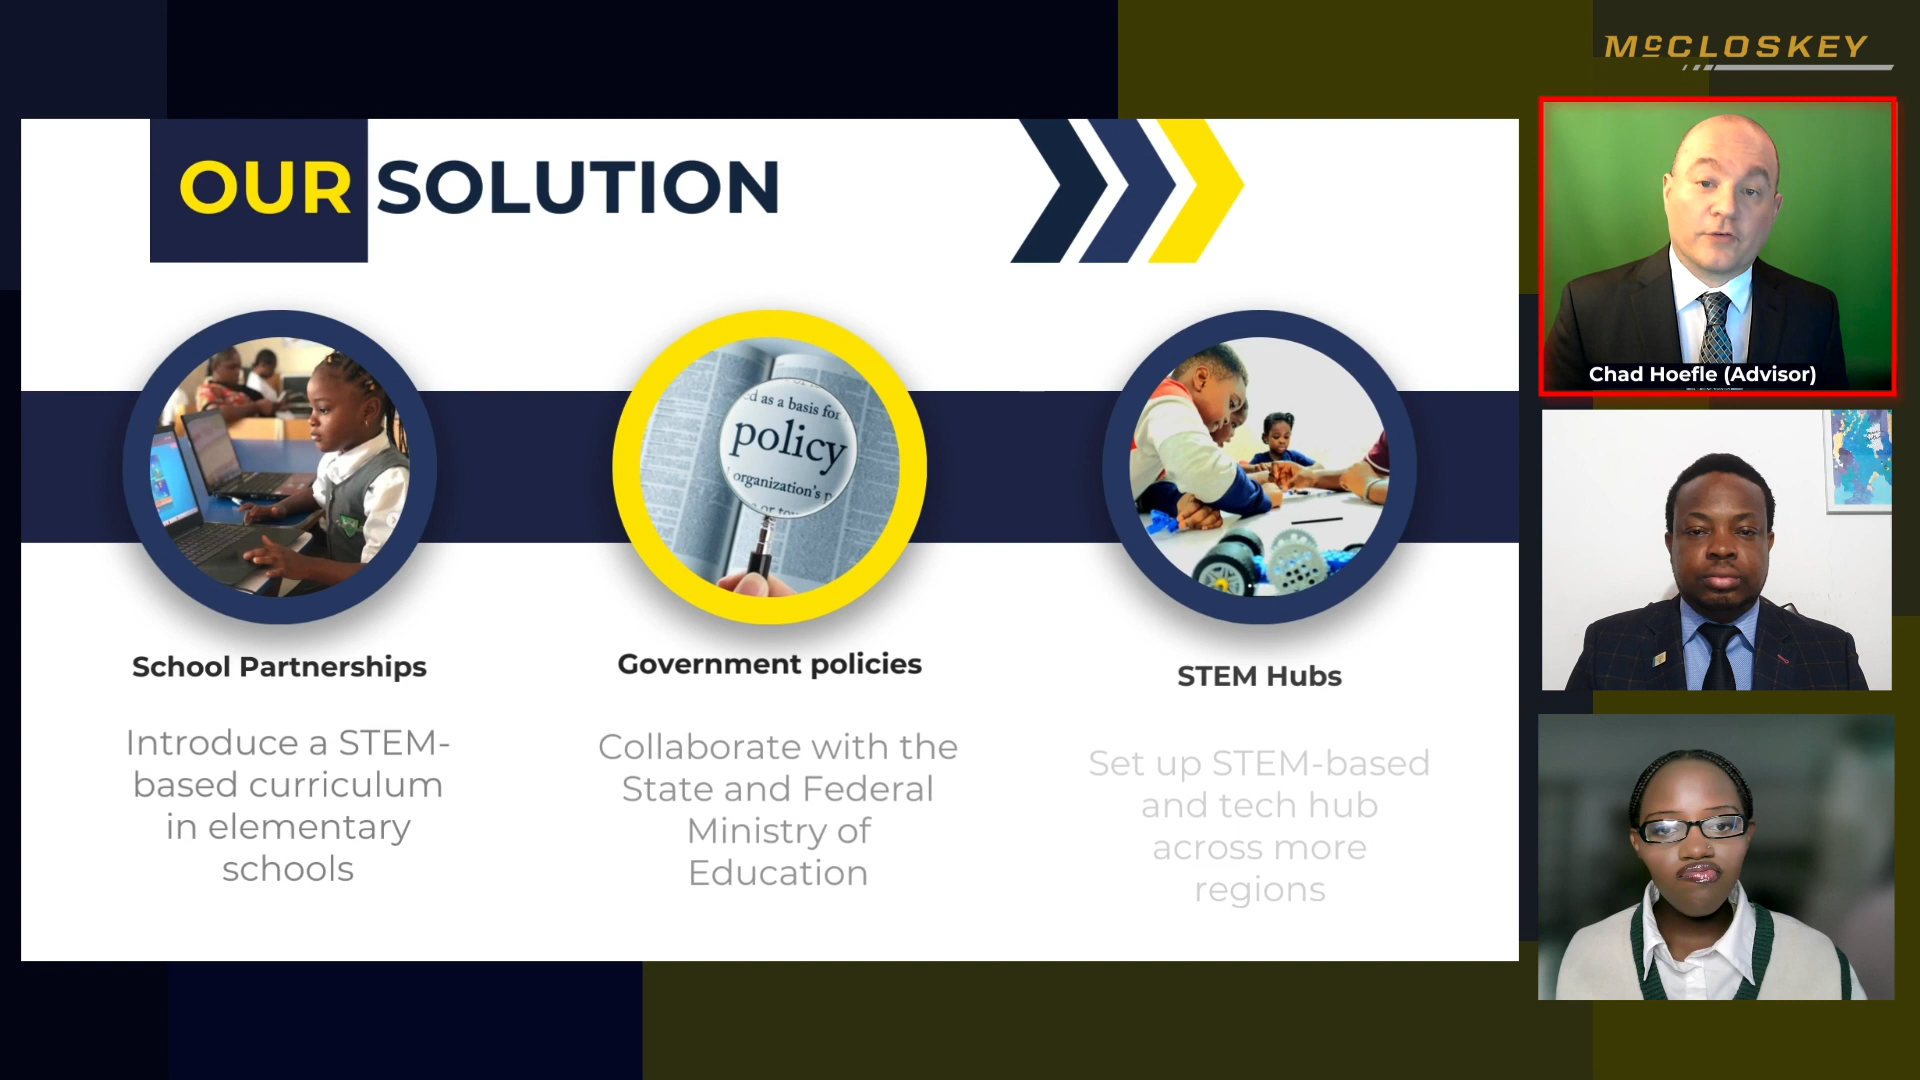 McCLOSKEY
OUR SOLUTION
Chad Hoefle (Advisor)
d as a basis for
policy
organization's p
or tow
School Partnerships
Introduce a STEM-
based curriculum
in elementary
schools
Government policies
Collaborate with the
State and Federal
Ministry of
Education
STEM Hubs
Set up STEM-based
and tech hub
across more
regions